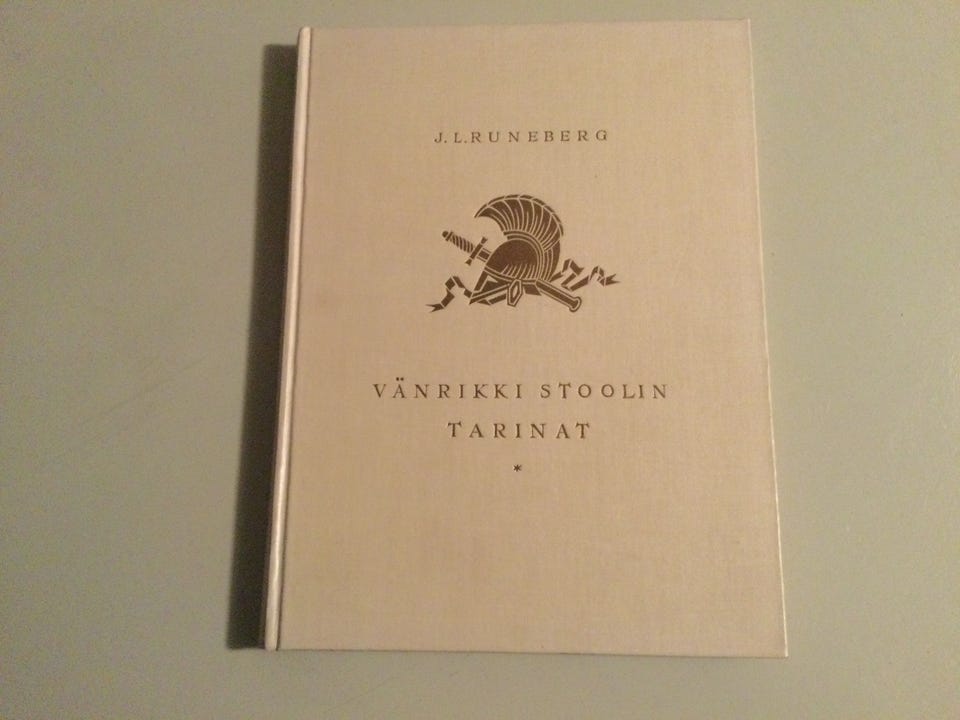 J. L. RUNEBERG
VÄNRIKKI STOOLIN
TARINAT
*